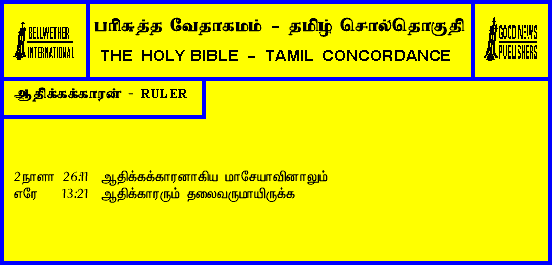 BELLWETHER
INTERNATIONAL
பரிசுத்த வேதாகமம் - தமிழ் சொல்தொகுதி
THE HOLY BIBLE - TAMIL CONCORDANCE
GOOD NEWS
PUBLISHERS
ஆதிக்கக்காரன் - RULER
2நாளா 26:11 ஆதிக்கக்காரனாகிய மாசேயாவினாலும்
எரே 13:21 ஆதிக்காரரும் தலைவருமாயிருக்க